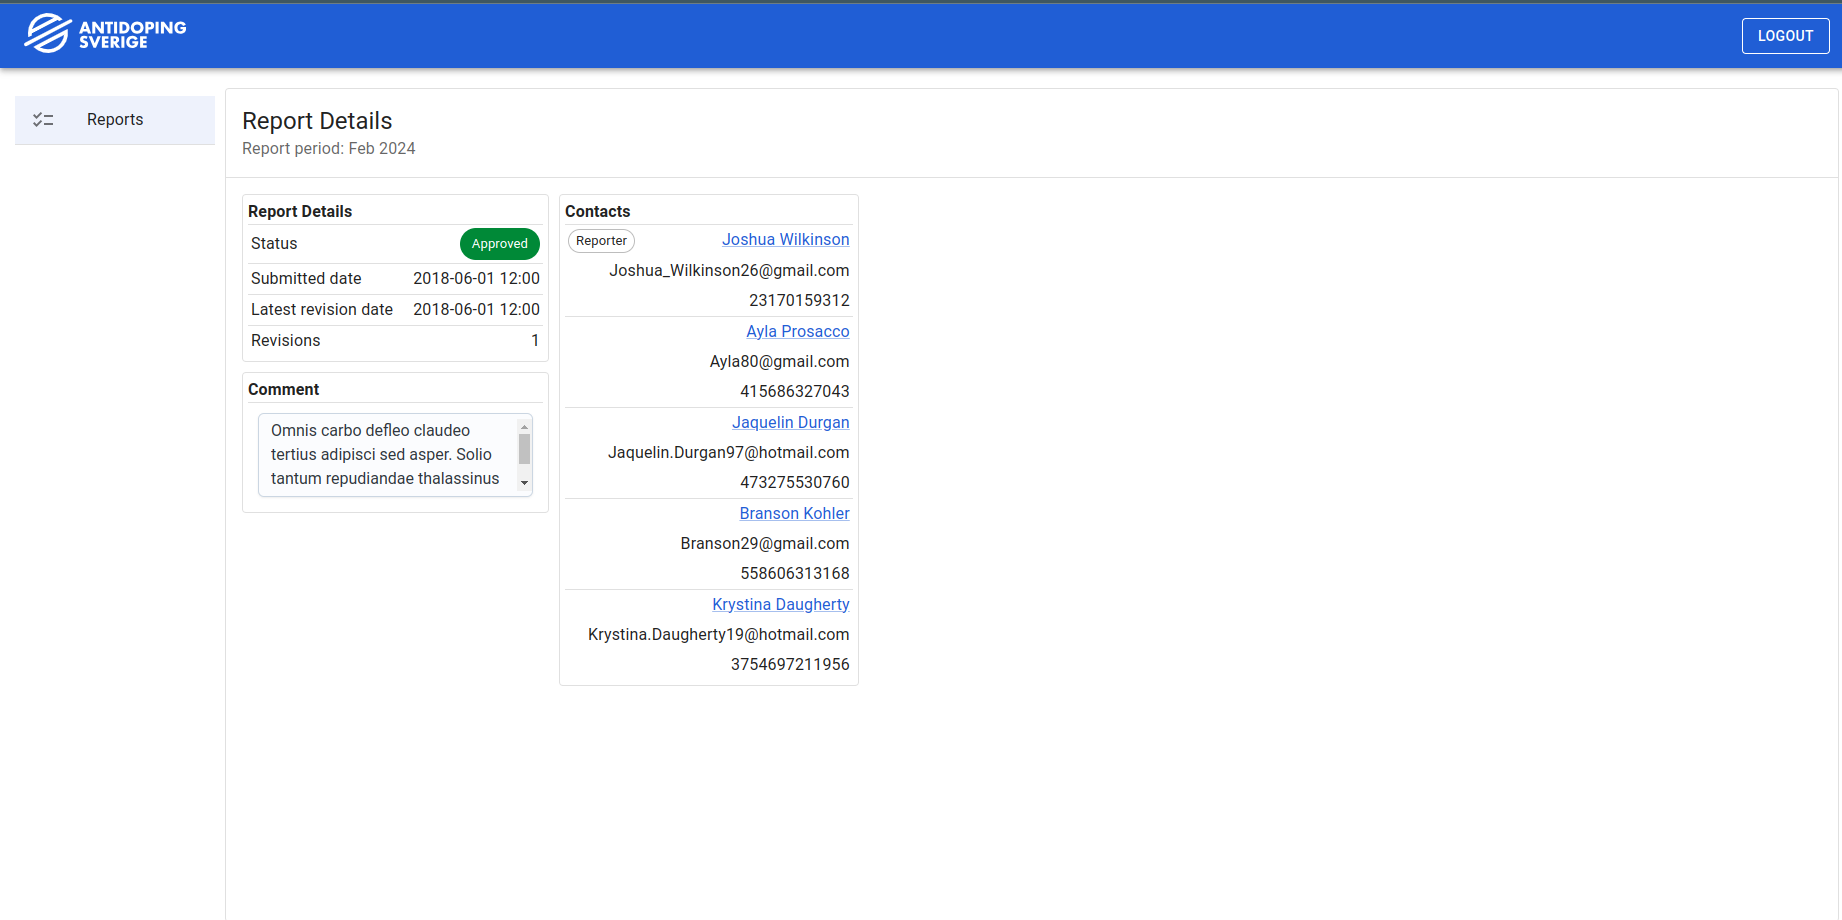 ANTIDOPING
SVERIGE
LOGOUT
Reports
Report Details
Report period: Feb 2024
Report Details
Status Approved
Submitted date 2018-06-01 12:00
Latest revision date 2018-06-01 12:00
Revisions 1
Comment
Omnis carbo defleo claudeo
tertius adipisci sed asper. Solio
tantum repudiandae thalassinus
Contacts
Reporter Joshua Wilkinson
Joshua_Wilkinson26@gmail.com
23170159312
Ayla Prosacco
Ayla80@gmail.com
415686327043
Jaquelin Durgan
Jaquelin.Durgan97@hotmail.com
473275530760
Branson Kohler
Branson29@gmail.com
558606313168
Krystina Daugherty
Krystina.Daugherty19@hotmail.com
3754697211956